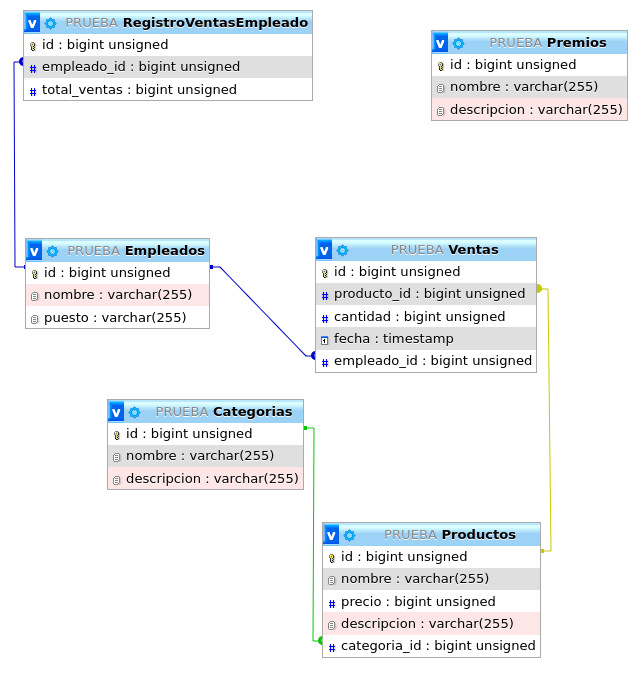 v PRUEBA RegistroVentasEmpleado
id : bigint unsigned
# empleado_id : bigint unsigned
# total_ventas : bigint unsigned
v PRUEBA Premios
id : bigint unsigned
nombre : varchar(255)
descripcion : varchar(255)
v PRUEBA Empleados
id : bigint unsigned
nombre : varchar(255)
puesto : varchar(255)
v PRUEBA Ventas
id : bigint unsigned
# producto_id : bigint unsigned
# cantidad : bigint unsigned
fecha : timestamp
# empleado_id : bigint unsigned
v PRUEBA Categorias
id : bigint unsigned
nombre : varchar(255)
descripcion : varchar(255)
v PRUEBA Productos
id : bigint unsigned
nombre : varchar(255)
# precio : bigint unsigned
descripcion : varchar(255)
# categoria_id : bigint unsigned